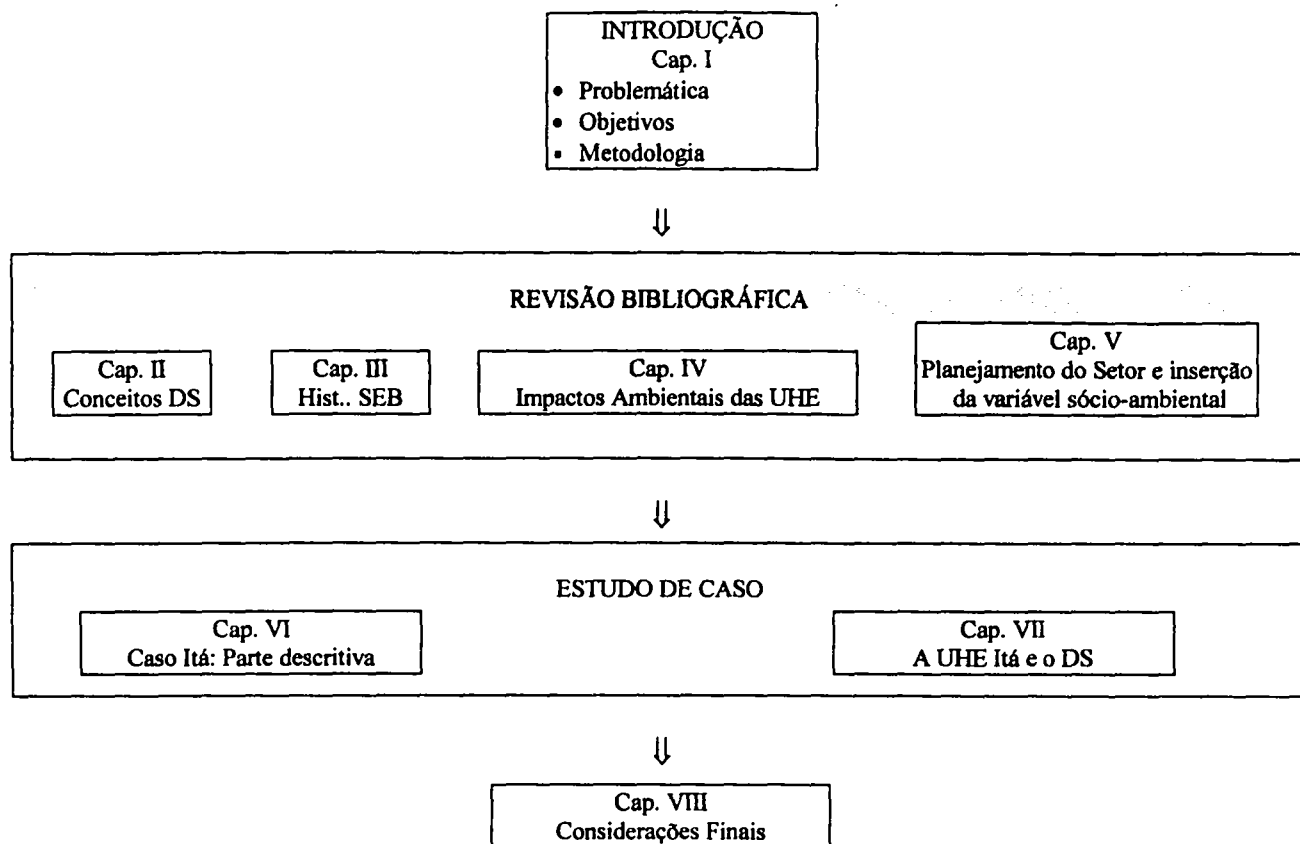 INTRODUÇÃO
Cap. I
• Problemática
• Objetivos
▪ Metodologia
⇓
REVISÃO BIBLIOGRÁFICA
Cap. II
Conceitos DS
Cap. III
Hist.. SEB
Cap. IV
Impactos Ambientais das UHE
Cap. V
Planejamento do Setor e inserção
da variável sócio-ambiental
⇓
ESTUDO DE CASO
Cap. VI
Caso Itá: Parte descritiva
Cap. VII
A UHE Itá e o DS
⇓
Cap. VIII
Considerações Finais